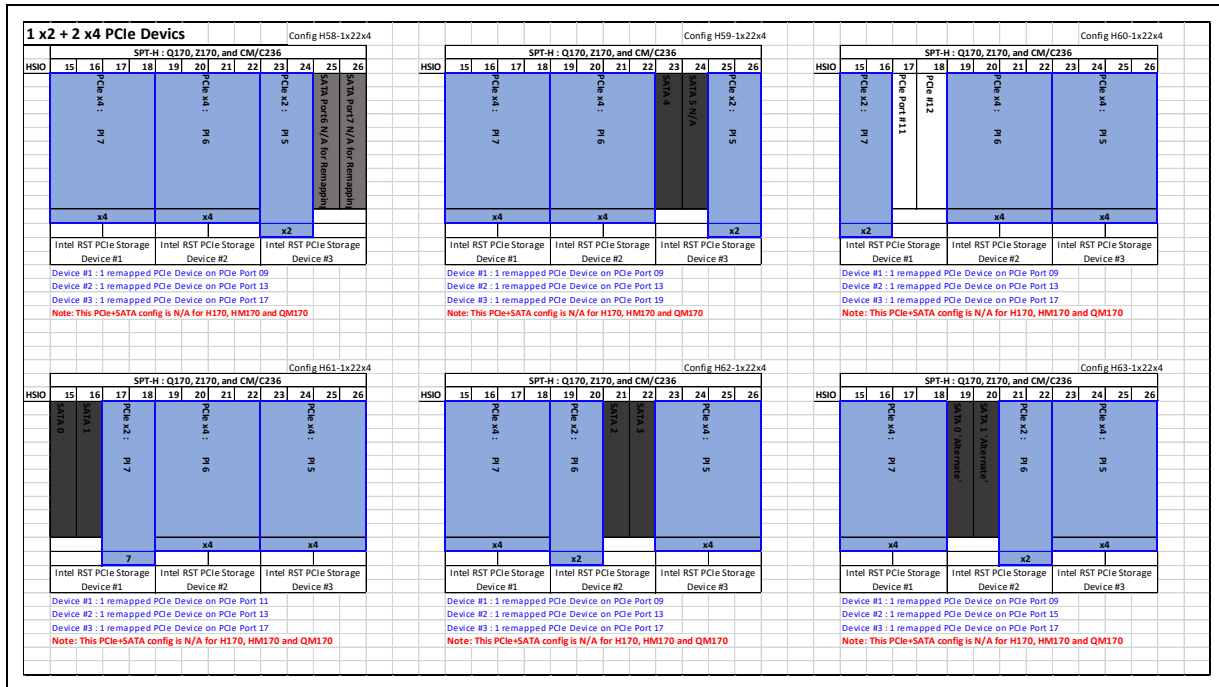 1 x2 + 2 x4 PCIe Devics
Config H58-1x22x4
SPT-H : Q170, Z170, and CM/C236
HSIO 15 16 17 18 19 20 21 22 23 24 25 26
PCIe x4 : PI 7
PCIe x4 : PI 6
PCIe x2 : PI 5
SATA Port6 N/A for Remappin
SATA Port7 N/A for Remappin
x4 x4
x2
Intel RST PCIe Storage Intel RST PCIe Storage Intel RST PCIe Storage
Device #1 Device #2 Device #3
Device #1 : 1 remapped PCIe Device on PCIe Port 09
Device #2 : 1 remapped PCIe Device on PCIe Port 13
Device #3 : 1 remapped PCIe Device on PCIe Port 17
Note: This PCIe+SATA config is N/A for H170, HM170 and QM170
Config H59-1x22x4
SPT-H : Q170, Z170, and CM/C236
HSIO 15 16 17 18 19 20 21 22 23 24 25 26
PCIe x4 : PI 7
PCIe x4 : PI 6
SATA 4
SATA 5 N/A
PCIe x2 : PI 5
x4 x4
x2
Intel RST PCIe Storage Intel RST PCIe Storage Intel RST PCIe Storage
Device #1 Device #2 Device #3
Device #1 : 1 remapped PCIe Device on PCIe Port 09
Device #2 : 1 remapped PCIe Device on PCIe Port 13
Device #3 : 1 remapped PCIe Device on PCIe Port 19
Note: This PCIe+SATA config is N/A for H170, HM170 and QM170
Config H60-1x22x4
SPT-H : Q170, Z170, and CM/C236
HSIO 15 16 17 18 19 20 21 22 23 24 25 26
PCIe x2 : PI 7
PCIe Port #11
PCIe #12
PCIe x4 : PI 6
PCIe x4 : PI 5
x4 x4
x2
Intel RST PCIe Storage Intel RST PCIe Storage Intel RST PCIe Storage
Device #1 Device #2 Device #3
Device #1 : 1 remapped PCIe Device on PCIe Port 09
Device #2 : 1 remapped PCIe Device on PCIe Port 13
Device #3 : 1 remapped PCIe Device on PCIe Port 17
Note: This PCIe+SATA config is N/A for H170, HM170 and QM170
Config H61-1x22x4
SPT-H : Q170, Z170, and CM/C236
HSIO 15 16 17 18 19 20 21 22 23 24 25 26
SATA 0
SATA 1
PCIe x2 : PI 7
PCIe x4 : PI 6
PCIe x4 : PI 5
x4 x4
7
Intel RST PCIe Storage Intel RST PCIe Storage Intel RST PCIe Storage
Device #1 Device #2 Device #3
Device #1 : 1 remapped PCIe Device on PCIe Port 11
Device #2 : 1 remapped PCIe Device on PCIe Port 13
Device #3 : 1 remapped PCIe Device on PCIe Port 17
Note: This PCIe+SATA config is N/A for H170, HM170 and QM170
Config H62-1x22x4
SPT-H : Q170, Z170, and CM/C236
HSIO 15 16 17 18 19 20 21 22 23 24 25 26
PCIe x4 : PI 7
PCIe x2 : PI 6
SATA 2
SATA 3
PCIe x4 : PI 5
x4 x4
x2
Intel RST PCIe Storage Intel RST PCIe Storage Intel RST PCIe Storage
Device #1 Device #2 Device #3
Device #1 : 1 remapped PCIe Device on PCIe Port 09
Device #2 : 1 remapped PCIe Device on PCIe Port 13
Device #3 : 1 remapped PCIe Device on PCIe Port 17
Note: This PCIe+SATA config is N/A for H170, HM170 and QM170
Config H63-1x22x4
SPT-H : Q170, Z170, and CM/C236
HSIO 15 16 17 18 19 20 21 22 23 24 25 26
PCIe x4 : PI 7
SATA 0 'Alternate'
SATA 1 'Alternate'
PCIe x2 : PI 6
PCIe x4 : PI 5
x4 x4
x2
Intel RST PCIe Storage Intel RST PCIe Storage Intel RST PCIe Storage
Device #1 Device #2 Device #3
Device #1 : 1 remapped PCIe Device on PCIe Port 09
Device #2 : 1 remapped PCIe Device on PCIe Port 15
Device #3 : 1 remapped PCIe Device on PCIe Port 17
Note: This PCIe+SATA config is N/A for H170, HM170 and QM170